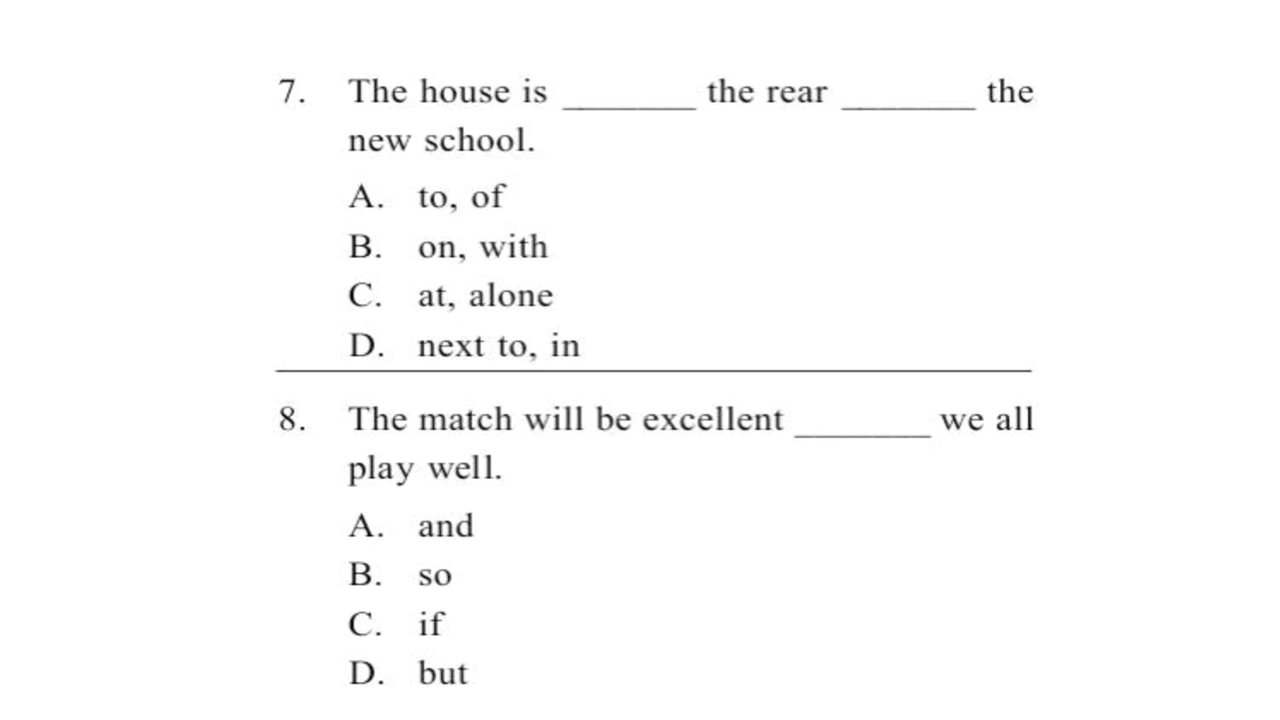 7. The house is _______ the rear _______ the
new school.
A. to, of
B. on, with
C. at, alone
D. next to, in
8. The match will be excellent _______ we all
play well.
A. and
B. so
C. if
D. but